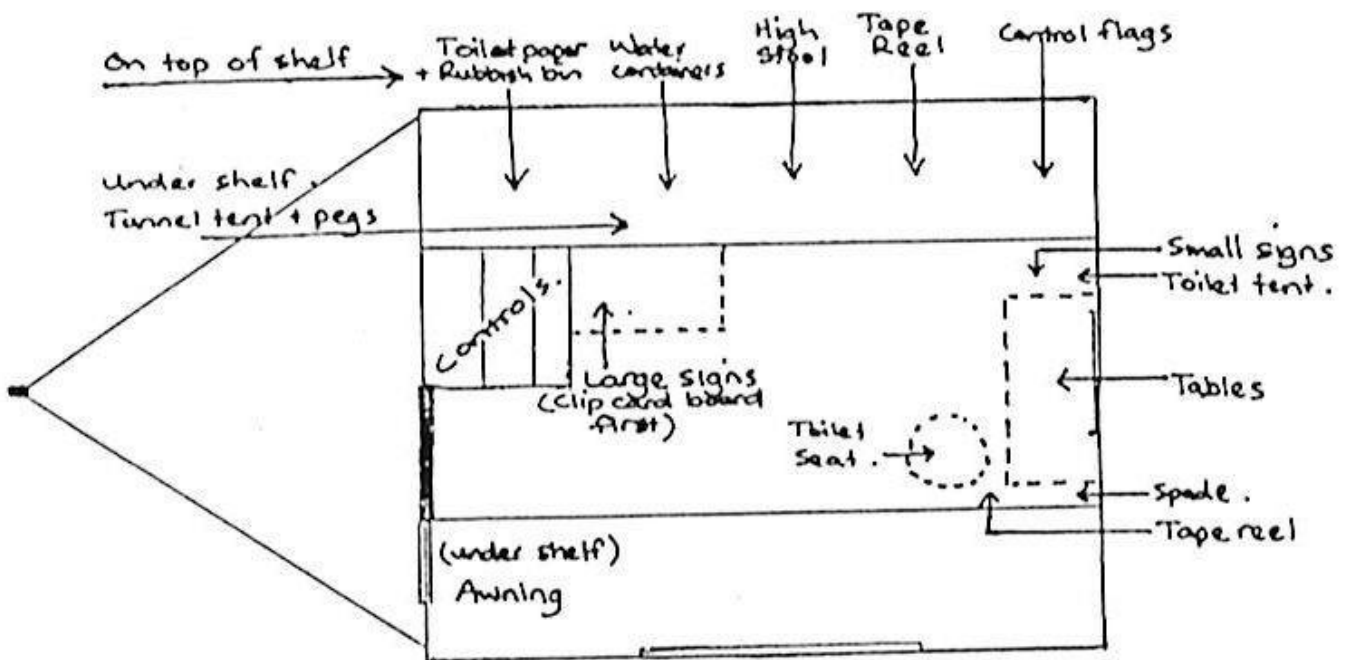 On top of shelf
Toilet paper
+ Rubbish bin
Water
containers
High
Stool
Tape
Reel
Control flags
Under shelf.
Tunnel tent + pegs
Small signs
Toilet tent.
Controls.
Large signs
(Clip card board
first)
Tables
Toilet
Seat.
Spade.
Tape reel
(under shelf)
Awning